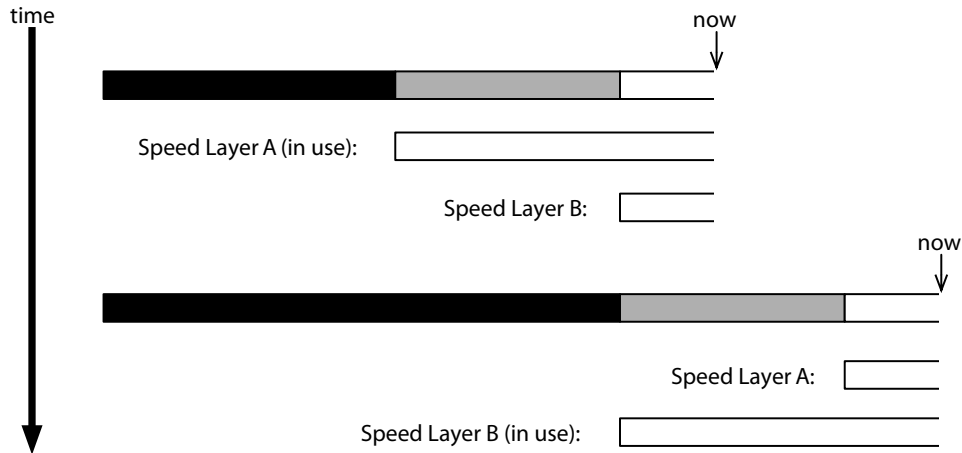 time
now
Speed Layer A (in use):
Speed Layer B:
now
Speed Layer A:
Speed Layer B (in use):